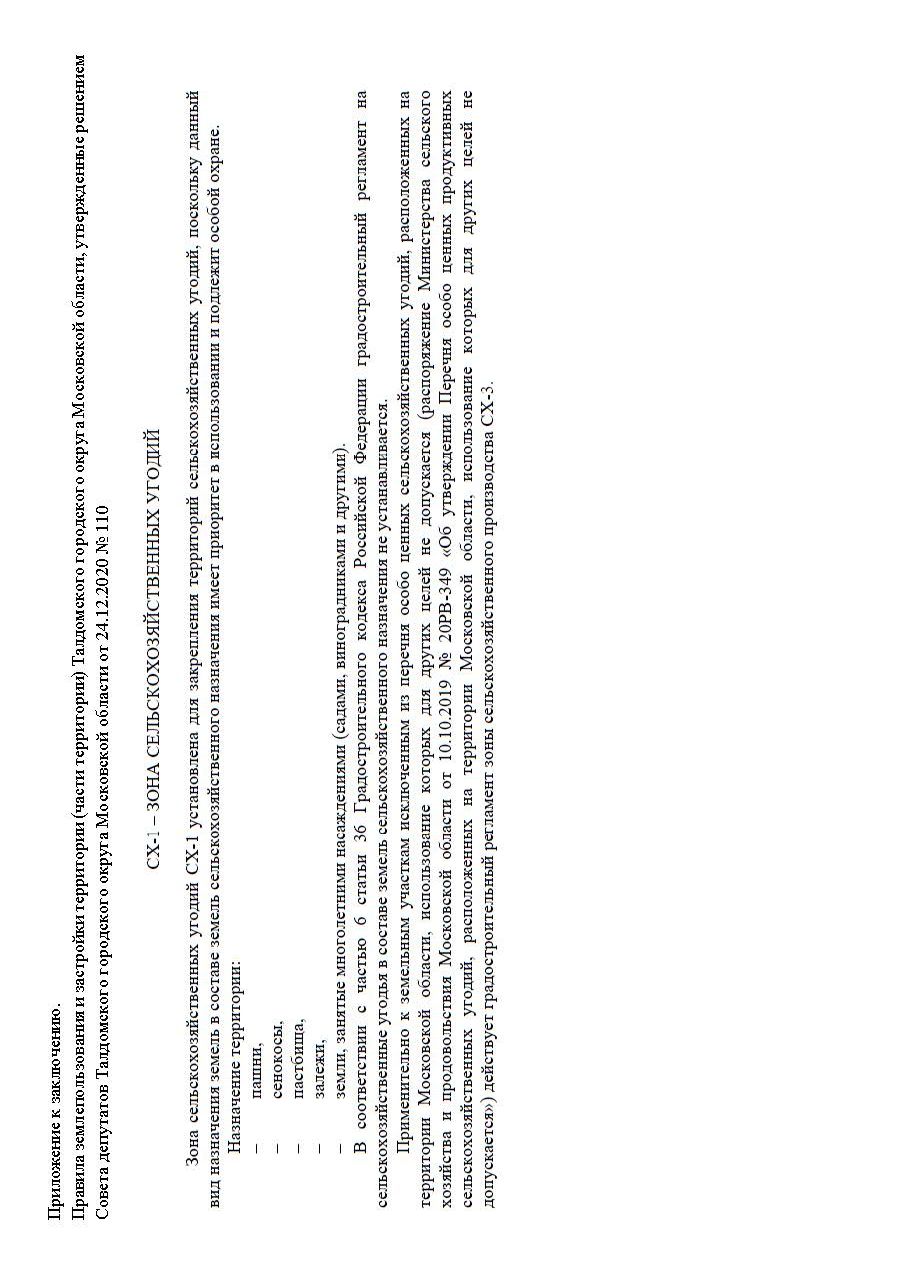 Приложение к заключению.
Правила землепользования и застройки территории (части территории) Талдомского городского округа Московской области, утвержденные решением
Совета депутатов Талдомского городского округа Московской области от 24.12.2020 № 110
СХ-1 – ЗОНА СЕЛЬСКОХОЗЯЙСТВЕННЫХ УГОДИЙ
Зона сельскохозяйственных угодий СХ-1 установлена для закрепления территорий сельскохозяйственных угодий, поскольку данный
вид назначения земель в составе земель сельскохозяйственного назначения имеет приоритет в использовании и подлежит особой охране.
Назначение территории:
– пашни,
– сенокосы,
– пастбища,
– залежи,
– земли, занятые многолетними насаждениями (садами, виноградниками и другими).
В соответствии с частью 6 статьи 36 Градостроительного кодекса Российской Федерации градостроительный регламент на
сельскохозяйственные угодья в составе земель сельскохозяйственного назначения не устанавливается.
Применительно к земельным участкам исключенным из перечня особо ценных сельскохозяйственных угодий, расположенных на
территории Московской области, использование которых для других целей не допускается (распоряжение Министерства сельского
хозяйства и продовольствия Московской области от 10.10.2019 № 20РВ-349 «Об утверждении Перечня особо ценных продуктивных
сельскохозяйственных угодий, расположенных на территории Московской области, использование которых для других целей не
допускается») действует градостроительный регламент зоны сельскохозяйственного производства СХ-3.